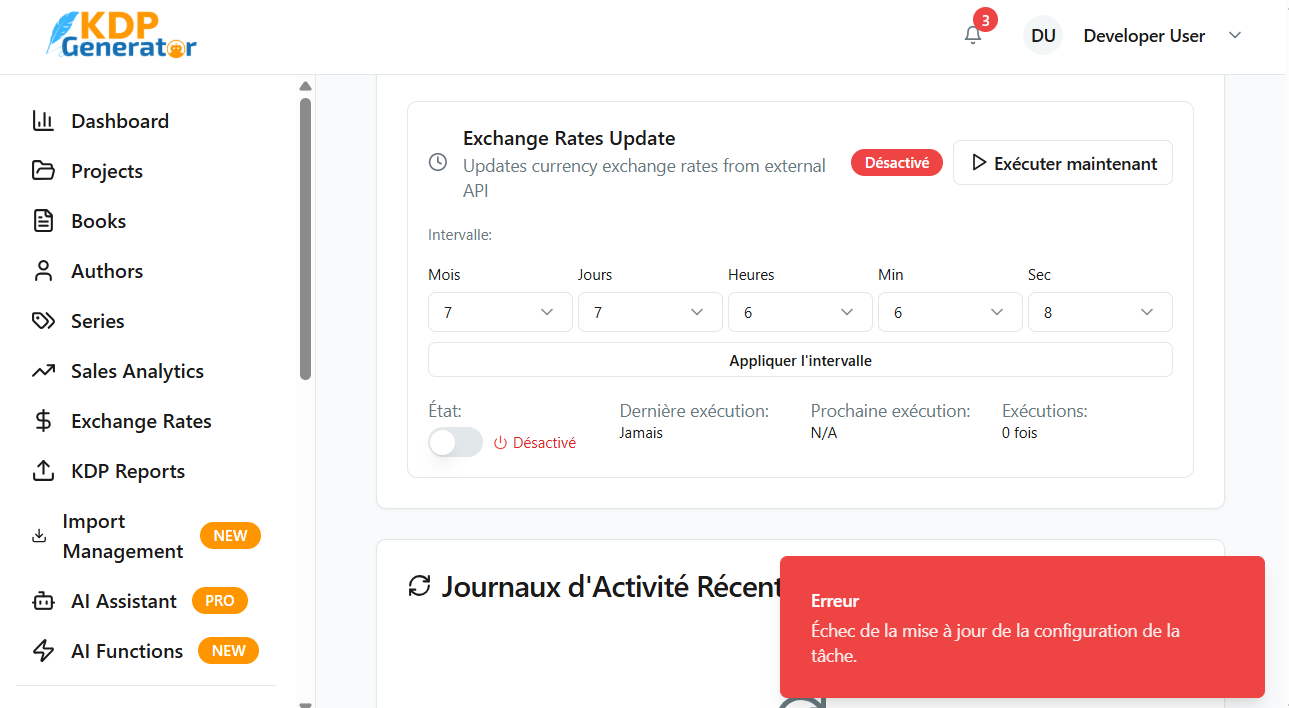 KDP
Generator
3
DU
Developer User
Dashboard
Projects
Books
Authors
Series
Sales Analytics
Exchange Rates
KDP Reports
Import
Management
NEW
AI Assistant
PRO
AI Functions
NEW
Exchange Rates Update
Updates currency exchange rates from external
API
Désactivé
Exécuter maintenant
Intervalle:
Mois
Jours
Heures
Min
Sec
7
7
6
6
8
Appliquer l'intervalle
État:
Désactivé
Dernière exécution:
Jamais
Prochaine exécution:
N/A
Exécutions:
0 fois
Journaux d'Activité Récent
Erreur
Échec de la mise à jour de la configuration de la
tâche.